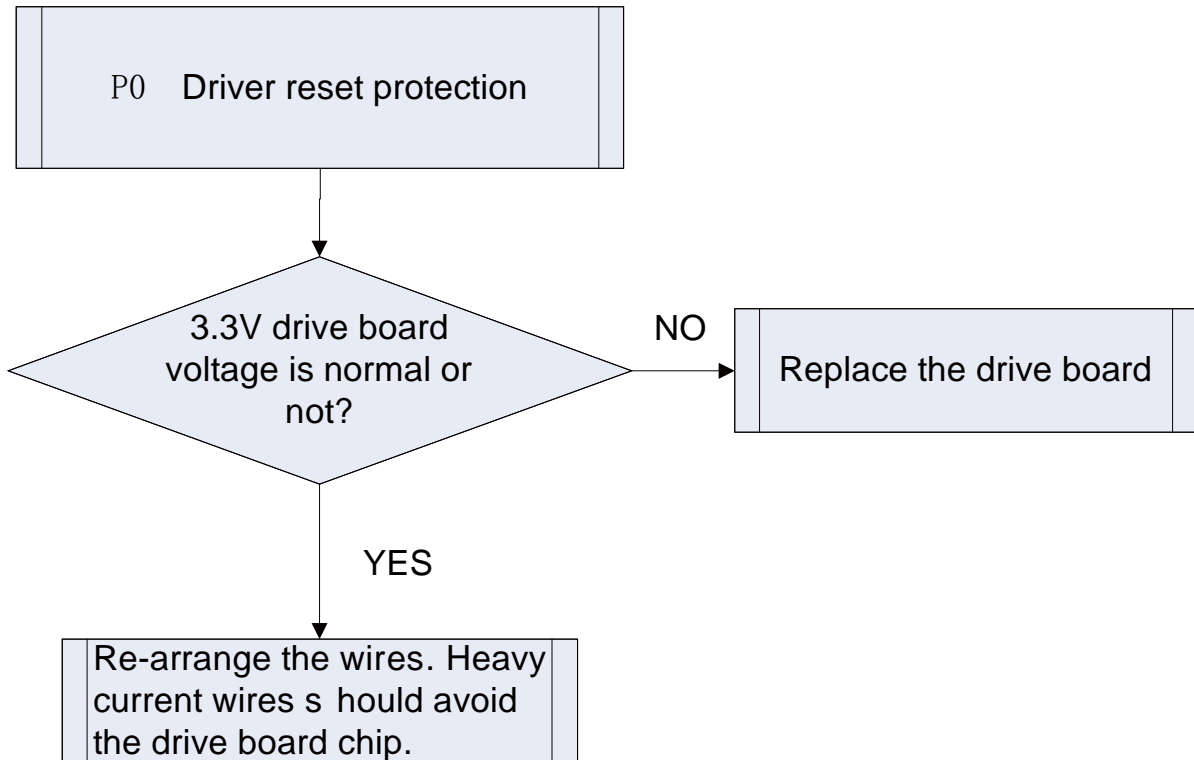 P0 Driver reset protection
3.3V drive board
voltage is normal or
not?
NO
Replace the drive board
YES
Re-arrange the wires. Heavy
current wires s hould avoid
the drive board chip.